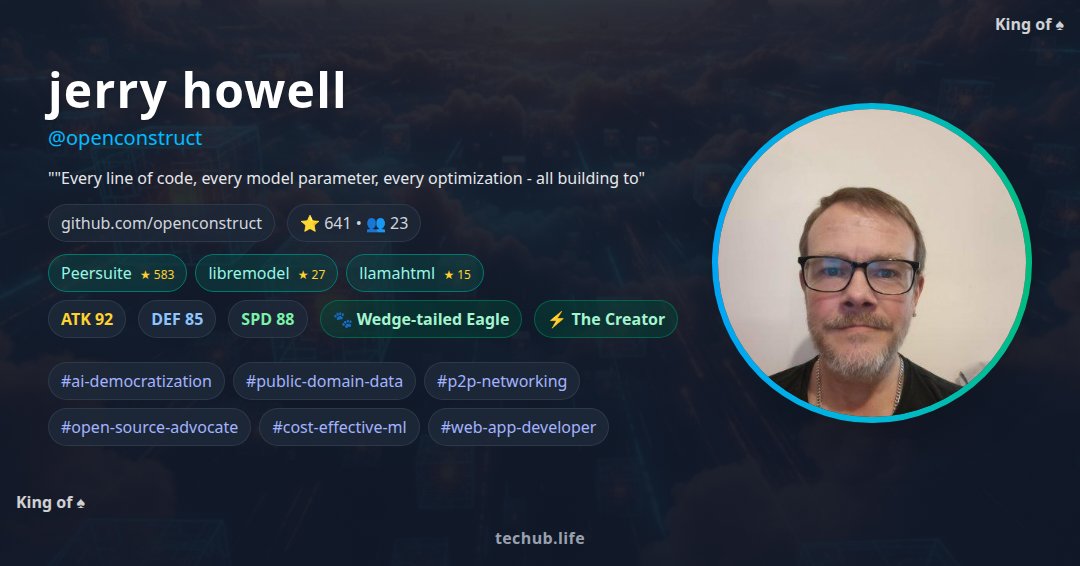 King of ♠
jerry howell
@openconstruct
""Every line of code, every model parameter, every optimization - all building to"
github.com/openconstruct ⭐ 641 • 👥 23
Peersuite ★ 583 libremodel ★ 27 llamahtml ★ 15
ATK 92 DEF 85 SPD 88 🐾 Wedge-tailed Eagle ⚡ The Creator
#ai-democratization #public-domain-data #p2p-networking
#open-source-advocate #cost-effective-ml #web-app-developer
King of ♠
techub.life